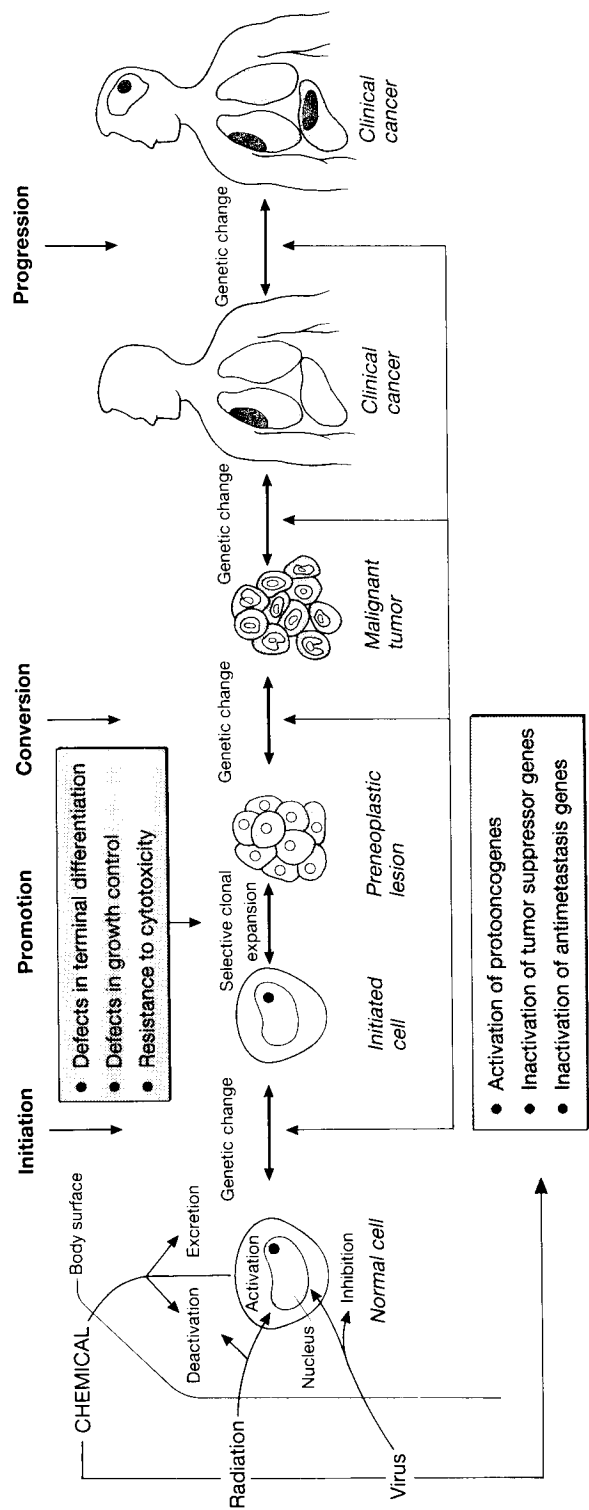 Initiation
Promotion
Conversion
Progression
● Defects in terminal differentiation
● Defects in growth control
● Resistance to cytotoxicity
Body surface
CHEMICAL
Excretion
Deactivation
Activation
Radiation
Nucleus
Inhibition
Virus
Normal cell
Genetic change
Initiated
cell
Selective clonal
expansion
Preneoplastic
lesion
Genetic change
Malignant
tumor
Genetic change
Clinical
cancer
Genetic change
Clinical
cancer
● Activation of protooncogenes
● Inactivation of tumor suppressor genes
● Inactivation of antimetastasis genes